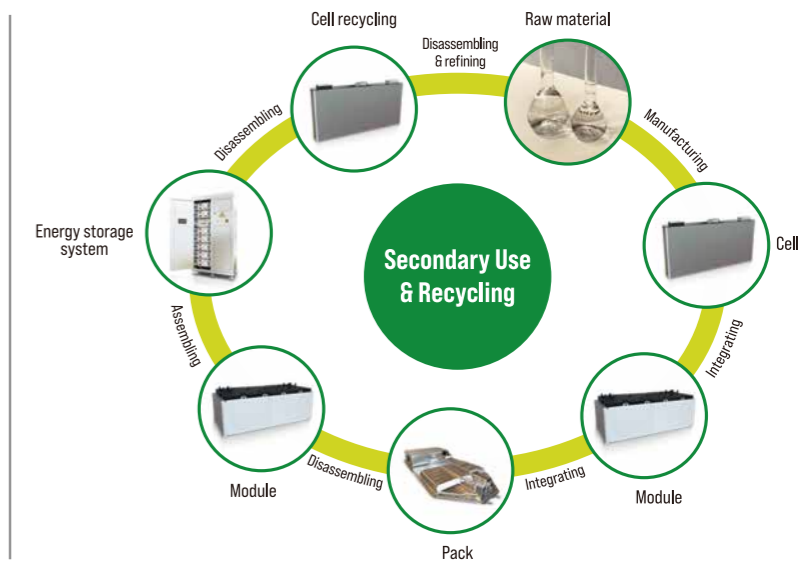 Cell recycling
Disassembling
& refining
Raw material
Manufacturing
Cell
Integrating
Module
Integrating
Pack
Disassembling
Module
Assembling
Energy storage
system
Disassembling
Secondary Use
& Recycling